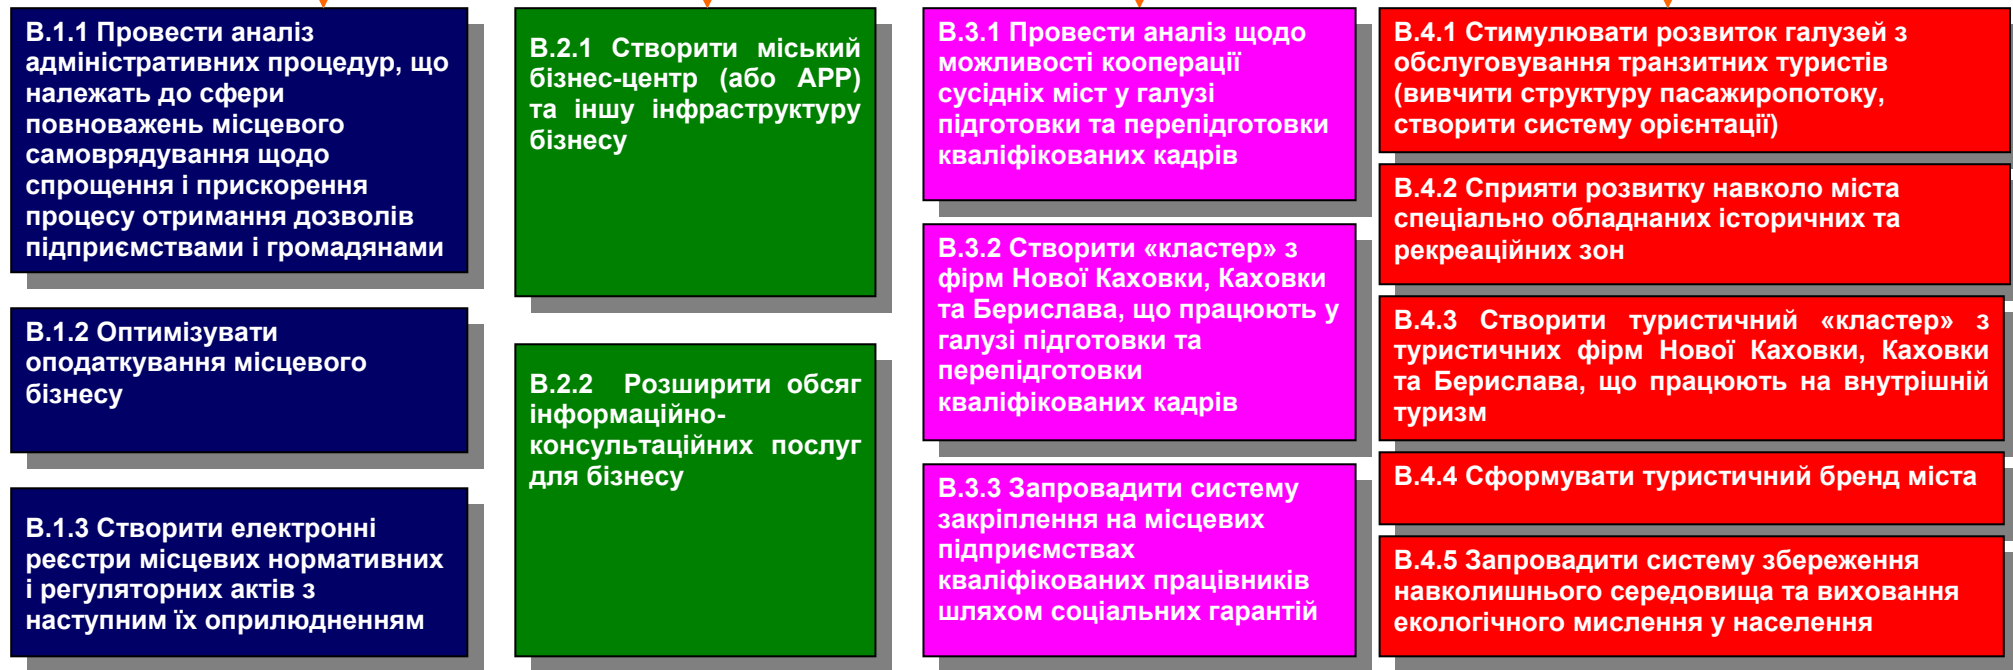 В.1.1 Провести аналіз
адміністративних процедур, що
належать до сфери
повноважень місцевого
самоврядування щодо
спрощення і прискорення
процесу отримання дозволів
підприємствами і громадянами
В.1.2 Оптимізувати
оподаткування місцевого
бізнесу
В.1.3 Створити електронні
реєстри місцевих нормативних
і регуляторних актів з
наступним їх оприлюдненням
В.2.1 Створити міський
бізнес-центр (або АРР)
та іншу інфраструктуру
бізнесу
В.2.2 Розширити обсяг
інформаційно-
консультаційних послуг
для бізнесу
В.3.1 Провести аналіз щодо
можливості кооперації
сусідніх міст у галузі
підготовки та перепідготовки
кваліфікованих кадрів
В.3.2 Створити «кластер» з
фірм Нової Каховки, Каховки
та Берислава, що працюють у
галузі підготовки та
перепідготовки
кваліфікованих кадрів
В.3.3 Запровадити систему
закріплення на місцевих
підприємствах
кваліфікованих працівників
шляхом соціальних гарантій
В.4.1 Стимулювати розвиток галузей з
обслуговування транзитних туристів
(вивчити структуру пасажиропотоку,
створити систему орієнтації)
В.4.2 Сприяти розвитку навколо міста
спеціально обладнаних історичних та
рекреаційних зон
В.4.3 Створити туристичний «кластер» з
туристичних фірм Нової Каховки, Каховки
та Берислава, що працюють на внутрішній
туризм
В.4.4 Сформувати туристичний бренд міста
В.4.5 Запровадити систему збереження
навколишнього середовища та виховання
екологічного мислення у населення